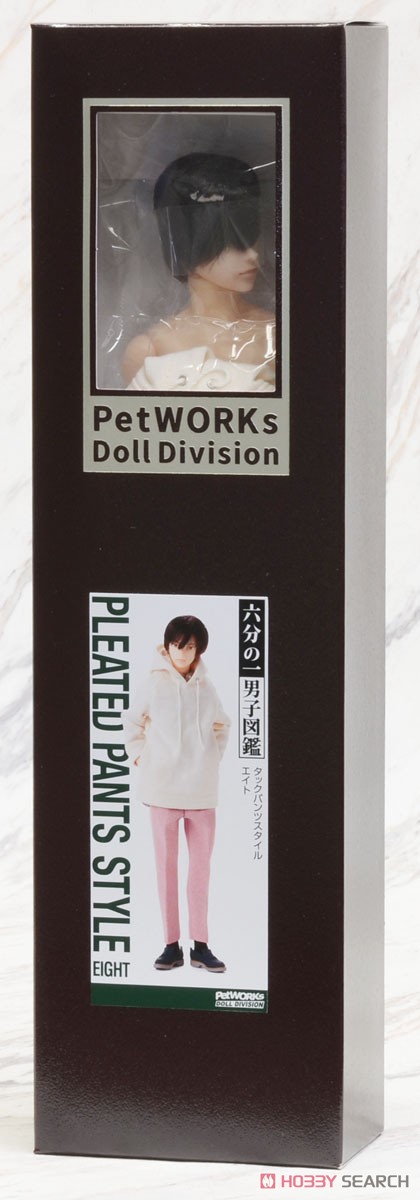 PetWORKs
Doll Division
PLEATED PANTS STYLE
EIGHT
六分の一男子図鑑
タックパンツスタイル
エイト
PetWORKs
DOLL DIVISION
HOBBY SEARCH